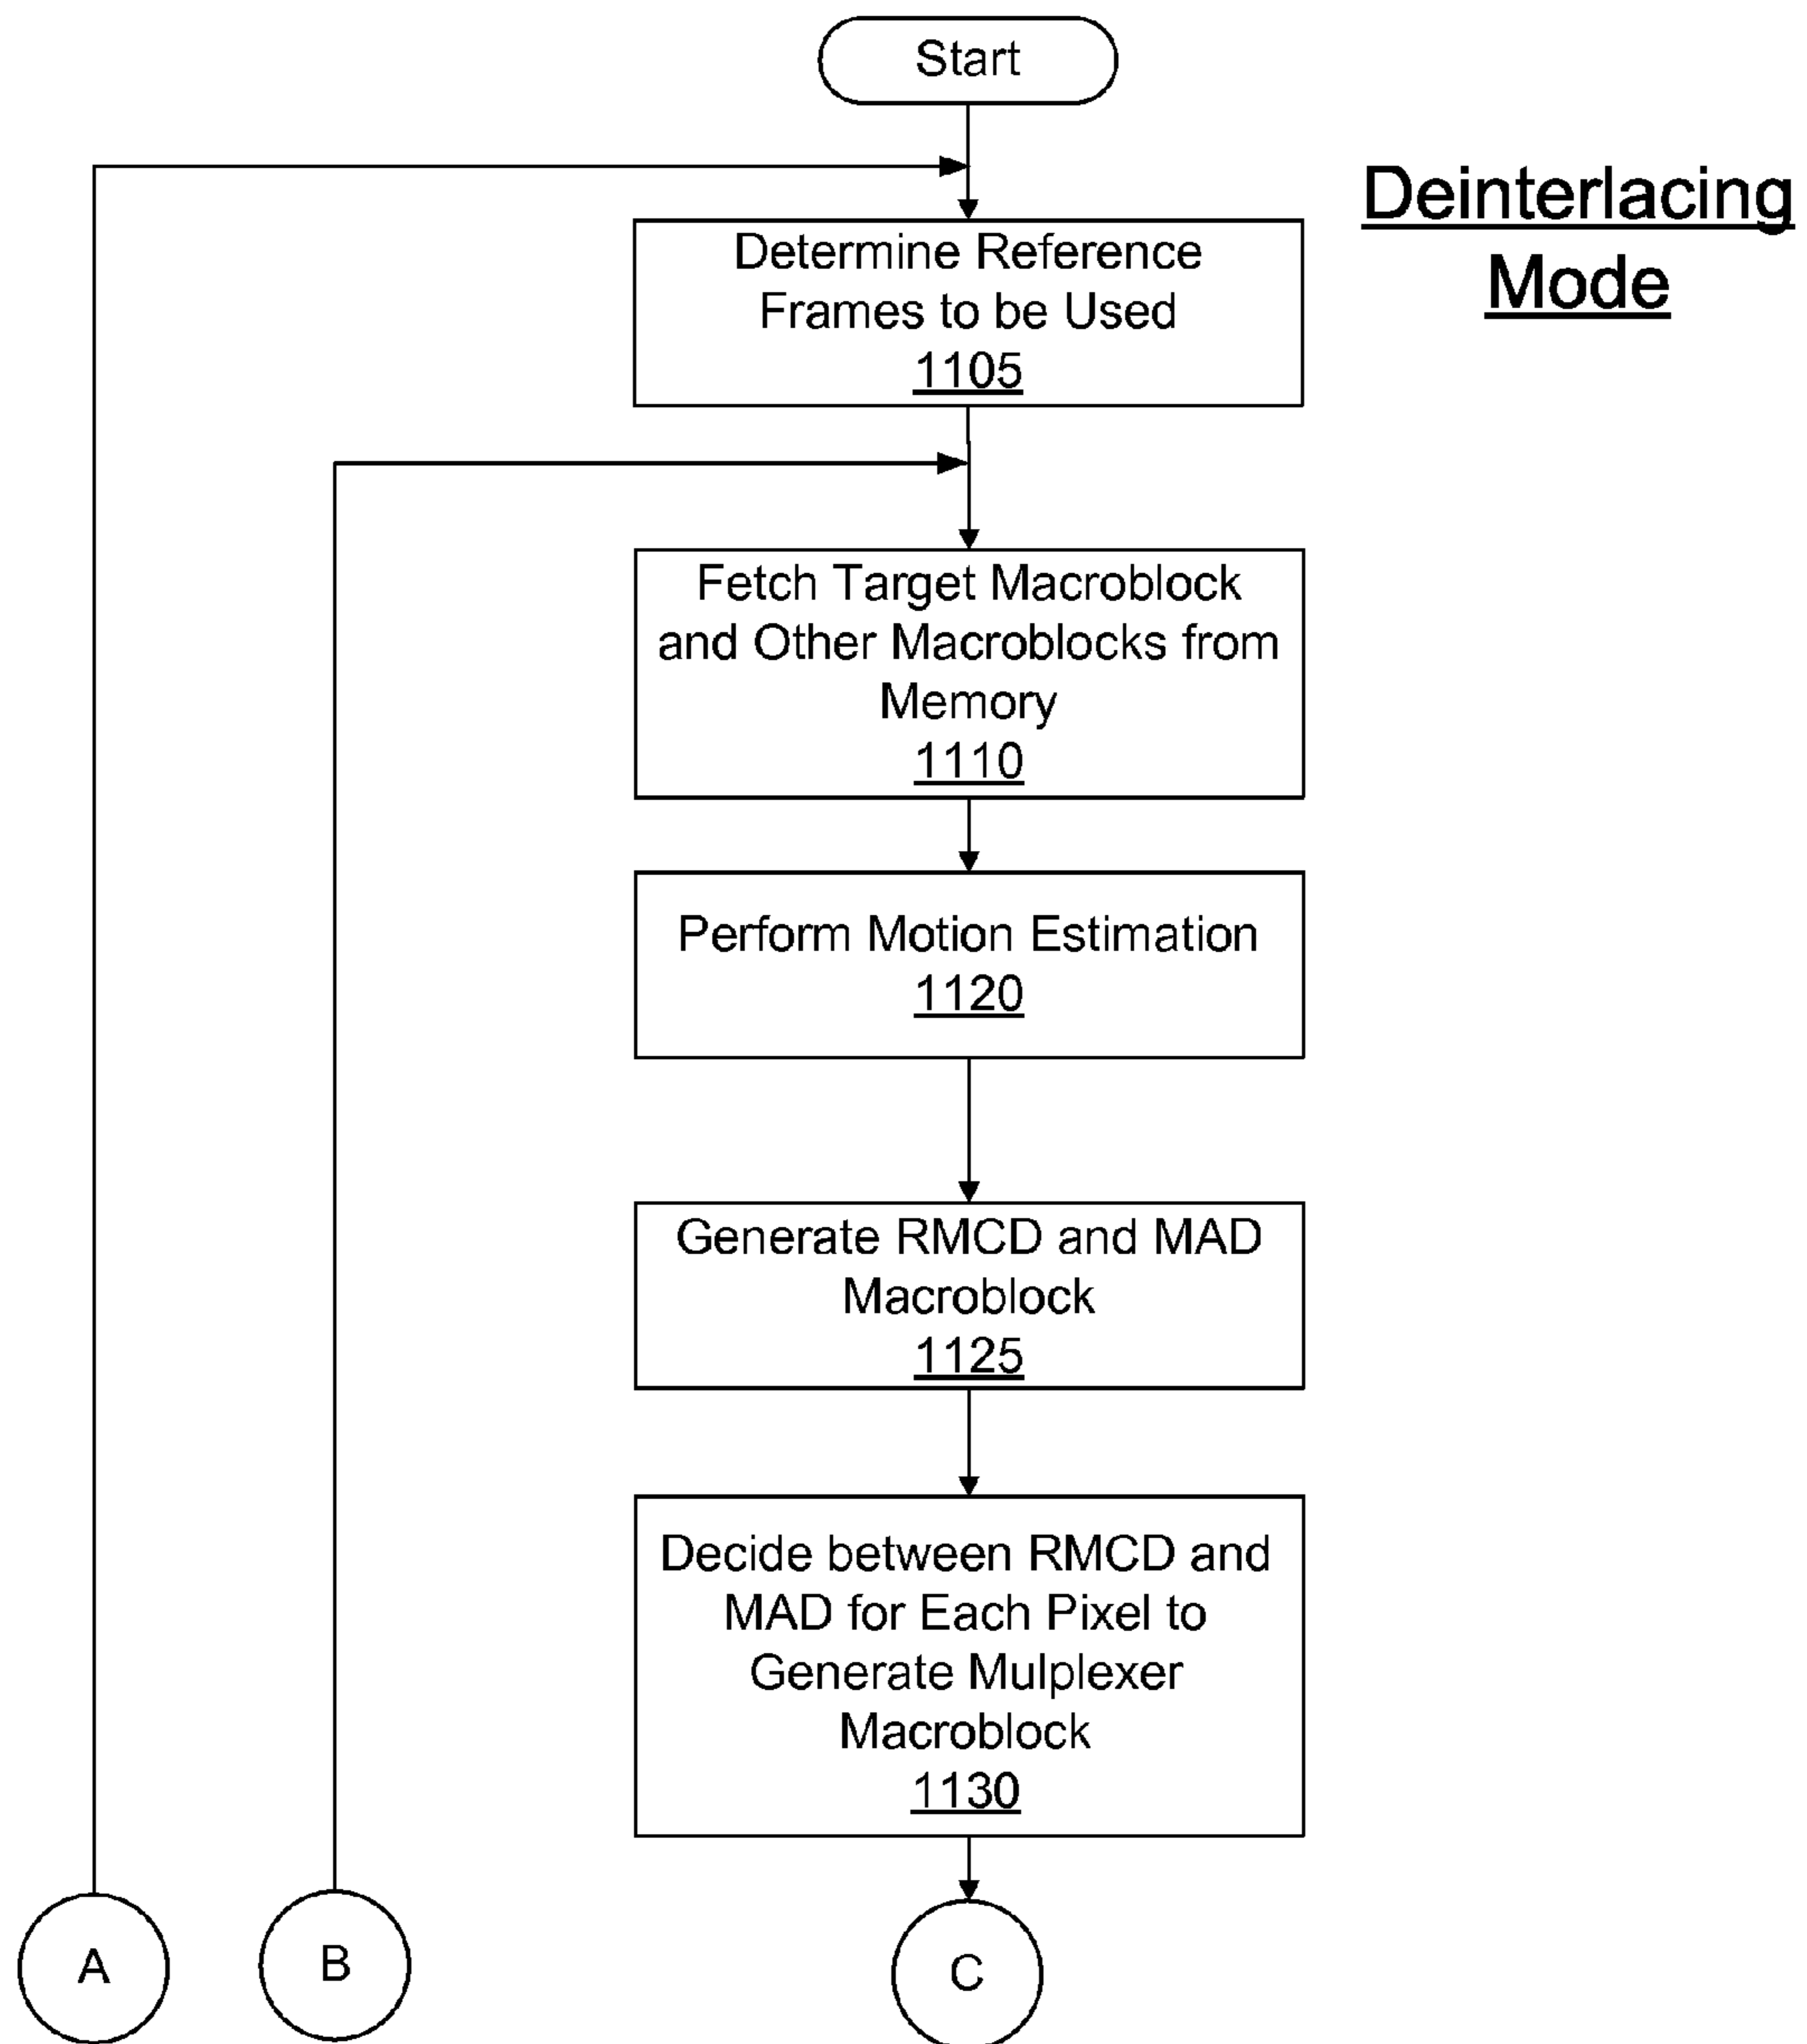 Start
Deinterlacing
Mode
Determine Reference
Frames to be Used
1105
Fetch Target Macroblock
and Other Macroblocks from
Memory
1110
Perform Motion Estimation
1120
Generate RMCD and MAD
Macroblock
1125
Decide between RMCD and
MAD for Each Pixel to
Generate Mulplexer
Macroblock
1130
A
B
C